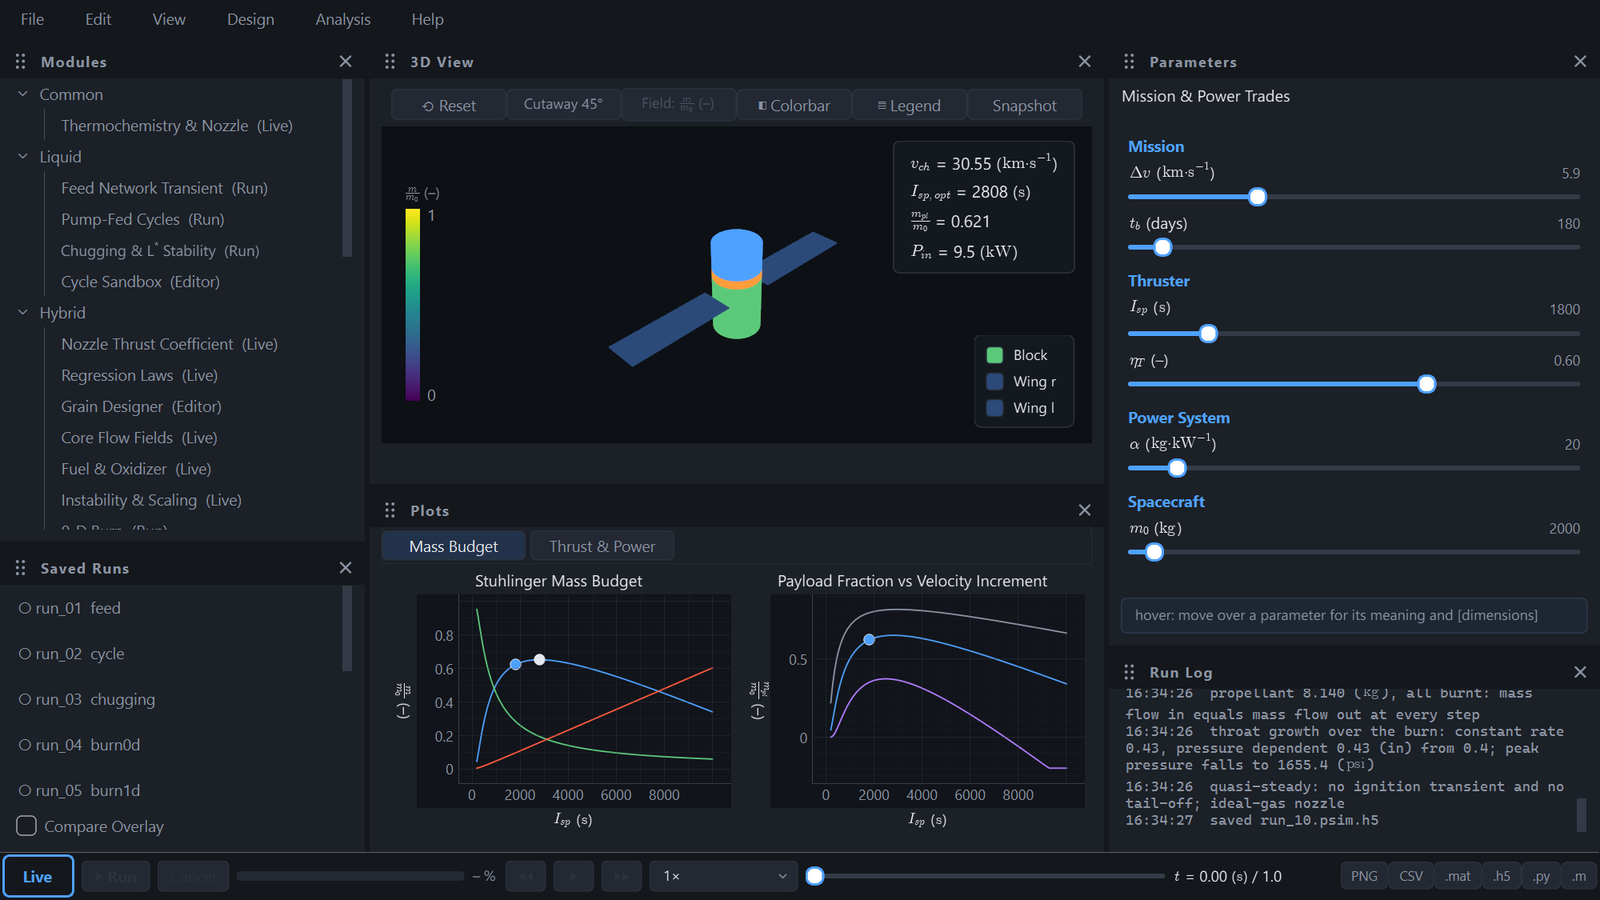 File Edit View Design Analysis Help
Modules
Common
Thermochemistry & Nozzle (Live)
Liquid
Feed Network Transient (Run)
Pump-Fed Cycles (Run)
Chugging & L* Stability (Run)
Cycle Sandbox (Editor)
Hybrid
Nozzle Thrust Coefficient (Live)
Regression Laws (Live)
Grain Designer (Editor)
Core Flow Fields (Live)
Fuel & Oxidizer (Live)
Instability & Scaling (Live)
0-D Burn (Run)
Saved Runs
run_01 feed
run_02 cycle
run_03 chugging
run_04 burn0d
run_05 burn1d
Compare Overlay
3D View
Reset Cutaway 45° Field: m/m₀ (–) Colorbar Legend Snapshot
m/m₀ (–)
1
0
v_ch = 30.55 (km·s⁻¹)
I_sp,opt = 2808 (s)
m_pl/m₀ = 0.621
P_in = 9.5 (kW)
Block
Wing r
Wing l
Plots
Mass Budget Thrust & Power
Stuhlinger Mass Budget
m/m₀ (–)
0.8
0.6
0.4
0.2
0
0 2000 4000 6000 8000
I_sp (s)
Payload Fraction vs Velocity Increment
m_pl/m₀ (–)
0.5
0
0 2000 4000 6000 8000
I_sp (s)
Parameters
Mission & Power Trades
Mission
Δv (km·s⁻¹) 5.9
t_b (days) 180
Thruster
I_sp (s) 1800
η_T (–) 0.60
Power System
α (kg·kW⁻¹) 20
Spacecraft
m₀ (kg) 2000
hover: move over a parameter for its meaning and [dimensions]
Run Log
16:34:26 propellant 8.140 (kg), all burnt: mass
flow in equals mass flow out at every step
16:34:26 throat growth over the burn: constant rate
0.43, pressure dependent 0.43 (in) from 0.4; peak
pressure falls to 1655.4 (psi)
16:34:26 quasi-steady: no ignition transient and no
tail-off; ideal-gas nozzle
16:34:27 saved run_10.psim.h5
Live Run Cancel – % 1× t = 0.00 (s) / 1.0 PNG CSV .mat .h5 .py .m